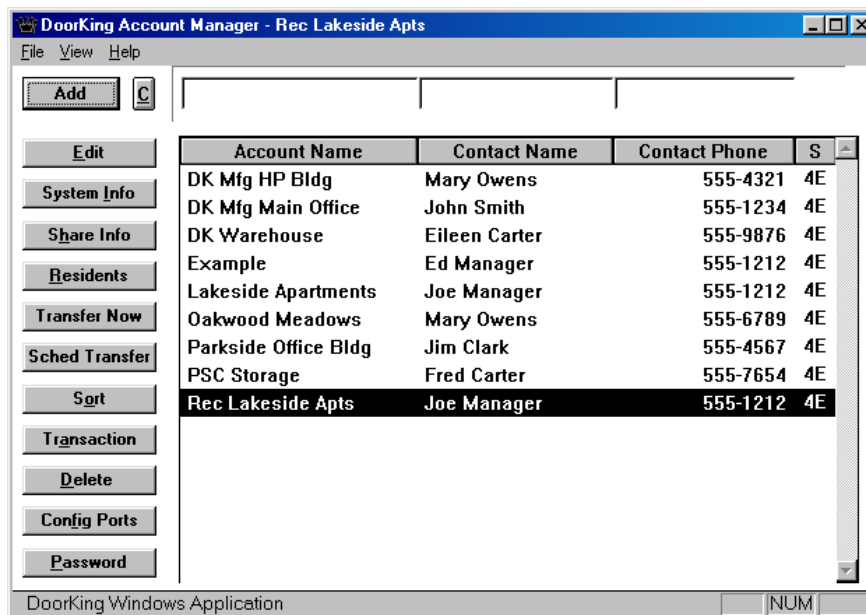 DoorKing Account Manager - Rec Lakeside Apts
File View Help
Add C
Edit
System Info
Share Info
Residents
Transfer Now
Sched Transfer
Sort
Transaction
Delete
Config Ports
Password
Account Name Contact Name Contact Phone S
DK Mfg HP Bldg Mary Owens 555-4321 4E
DK Mfg Main Office John Smith 555-1234 4E
DK Warehouse Eileen Carter 555-9876 4E
Example Ed Manager 555-1212 4E
Lakeside Apartments Joe Manager 555-1212 4E
Oakwood Meadows Mary Owens 555-6789 4E
Parkside Office Bldg Jim Clark 555-4567 4E
PSC Storage Fred Carter 555-7654 4E
Rec Lakeside Apts Joe Manager 555-1212 4E
DoorKing Windows Application NUM